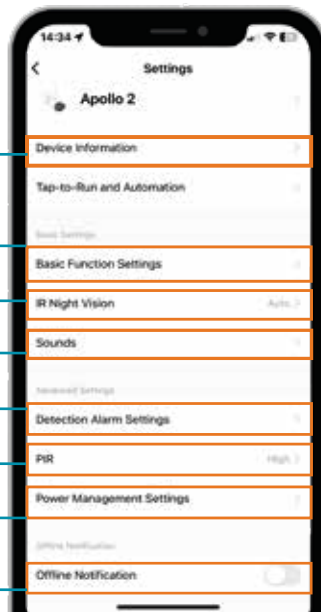 14:34
Settings
Apollo 2
Device Information
Tap-to-Run and Automation
Basic Settings
Basic Function Settings
IR Night Vision Auto
Sounds
Advanced Settings
Detection Alarm Settings
PIR High
Power Management Settings
Offline Notification
Offline Notification